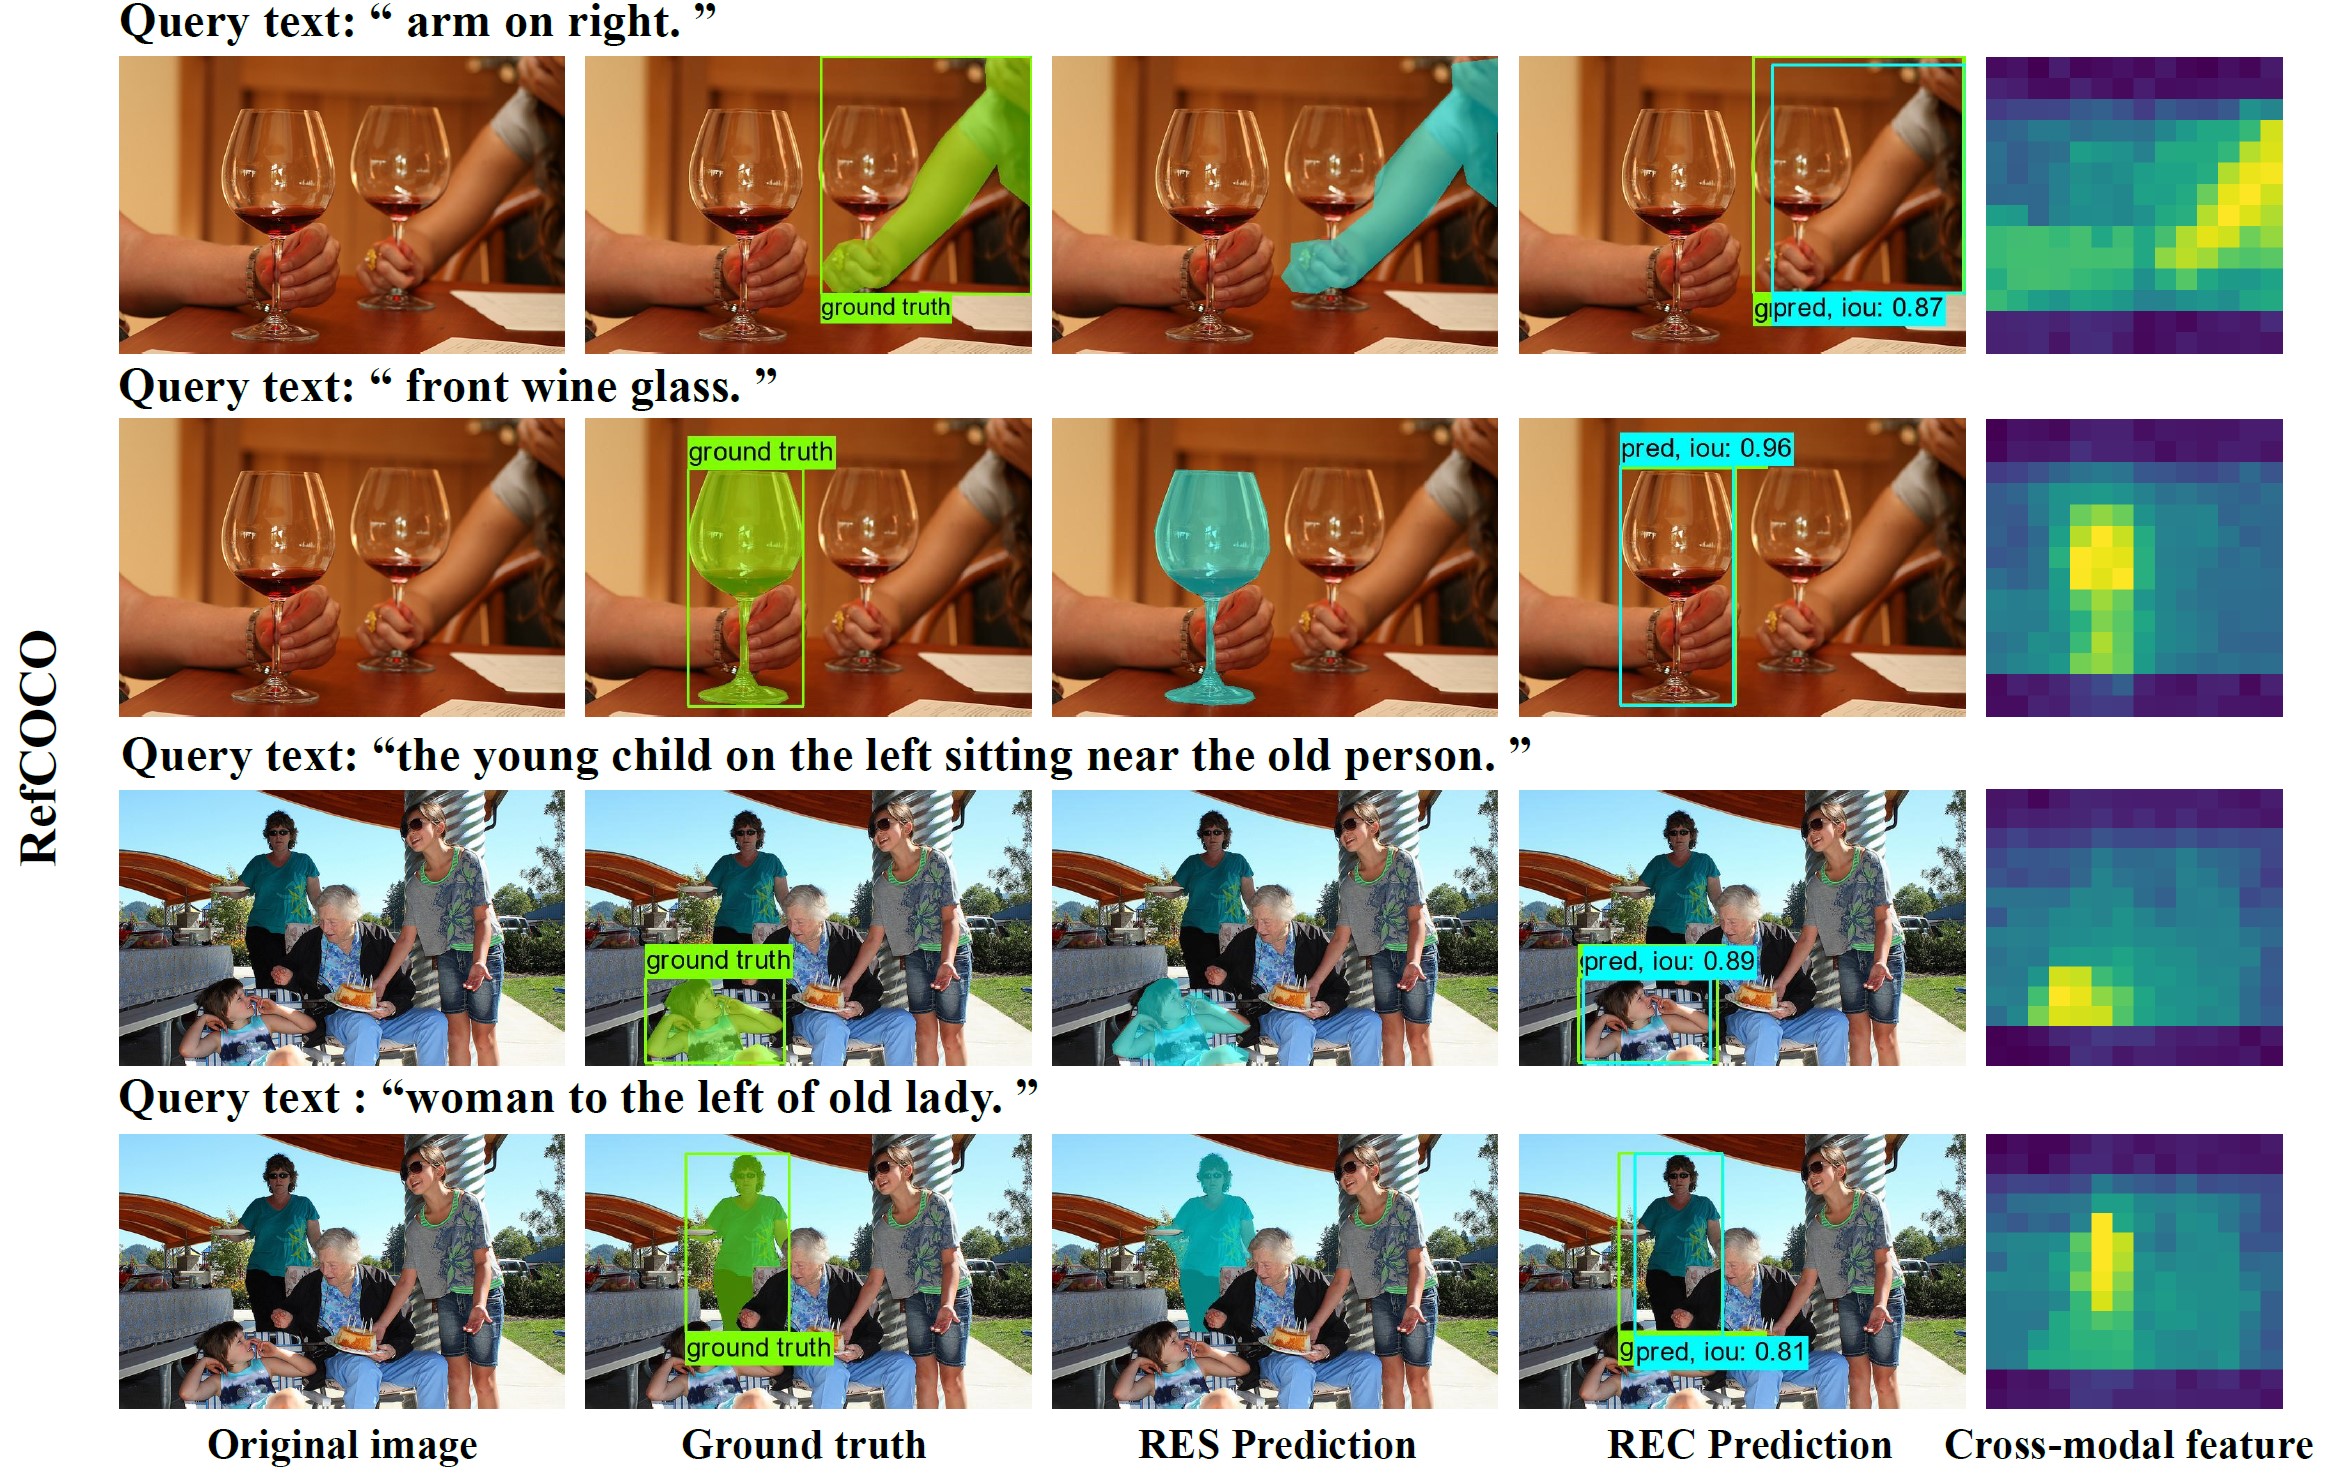 Query text: “ arm on right. ”
ground truth
g
pred, iou: 0.87
Query text: “ front wine glass. ”
ground truth
pred, iou: 0.96
RefCOCO
Query text: “the young child on the left sitting near the old person. ”
ground truth
pred, iou: 0.89
Query text : “woman to the left of old lady. ”
ground truth
g
pred, iou: 0.81
Original image
Ground truth
RES Prediction
REC Prediction
Cross-modal feature